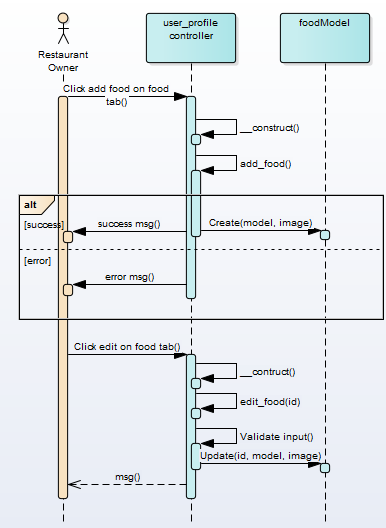 Restaurant
Owner
user_profile
controller
foodModel
Click add food on food
tab()
__construct()
add_food()
alt
[success]
success msg()
Create(model, image)
[error]
error msg()
Click edit on food tab()
__contruct()
edit_food(id)
Validate input()
Update(id, model, image)
msg()